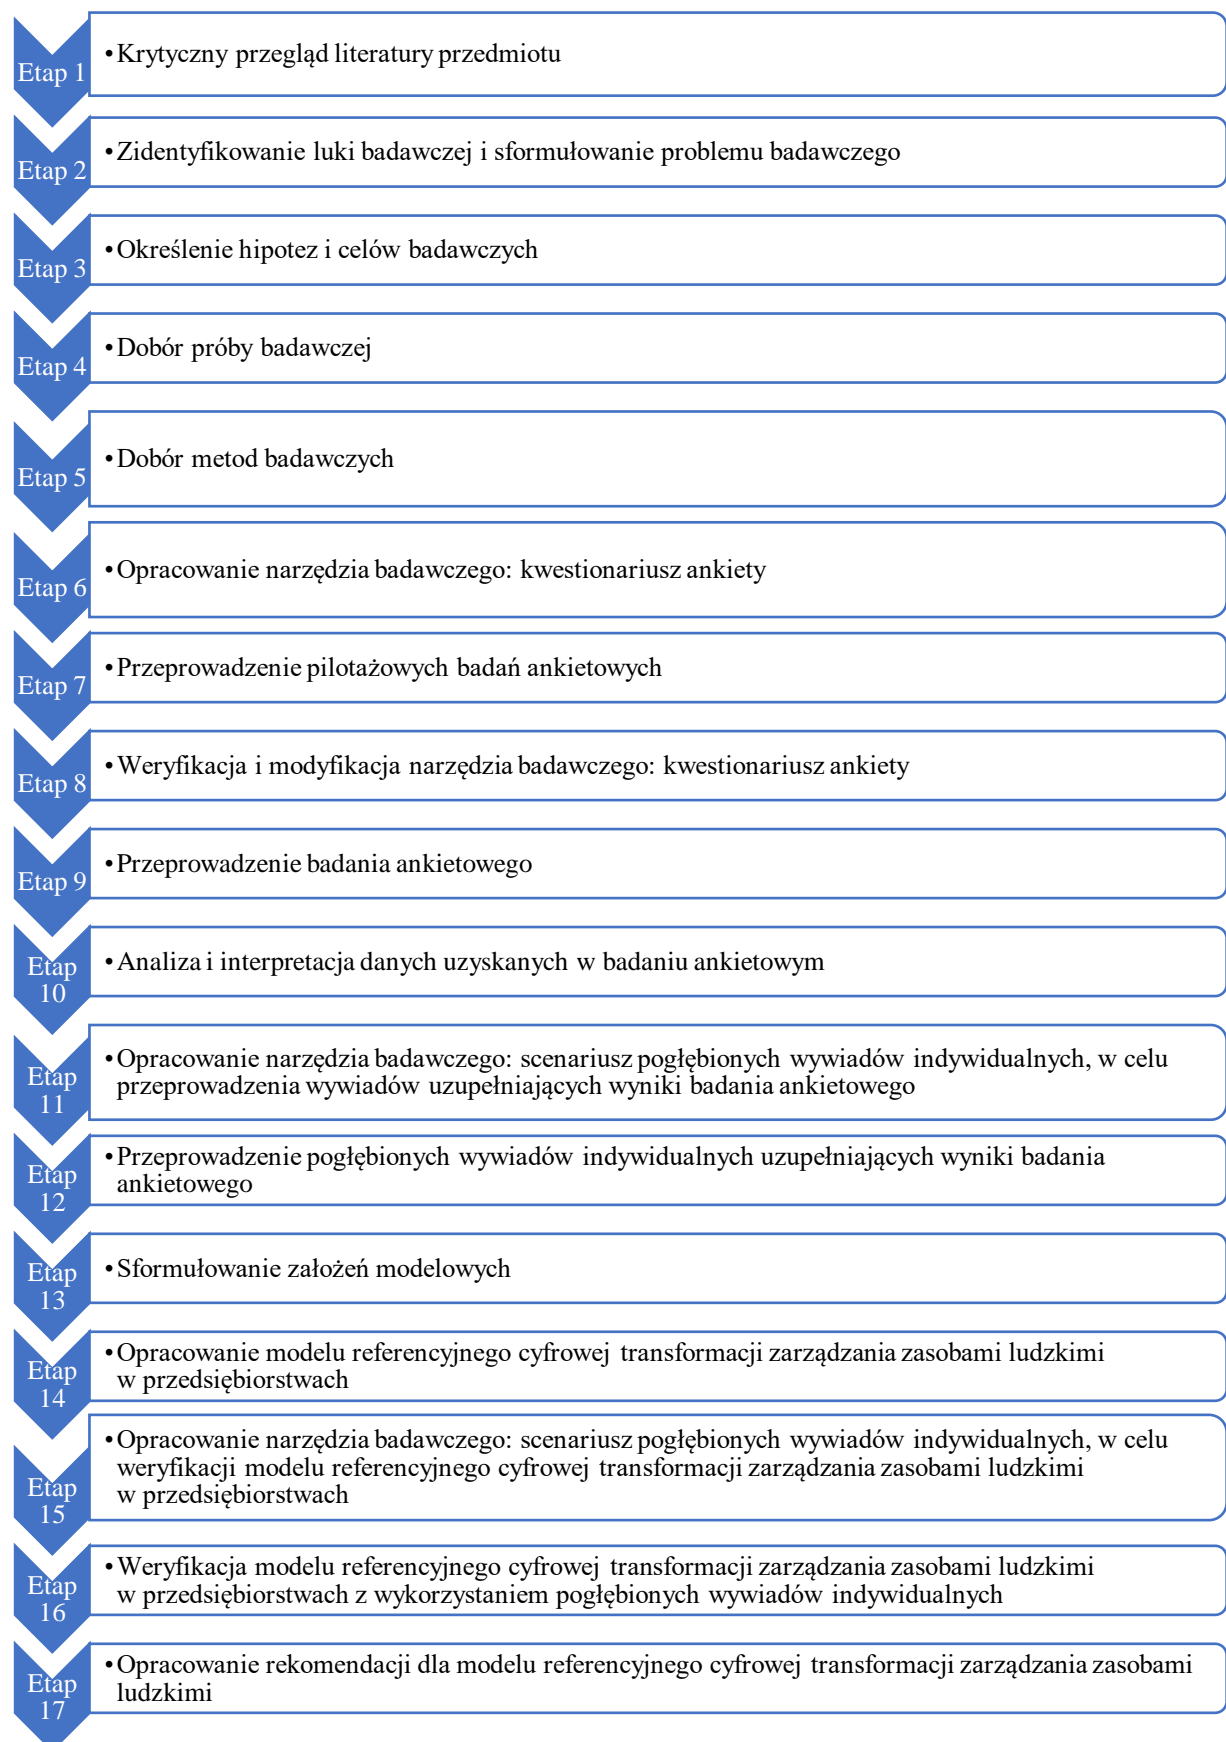 Etap 1
•Krytyczny przegląd literatury przedmiotu
Etap 2
•Zidentyfikowanie luki badawczej i sformułowanie problemu badawczego
Etap 3
•Określenie hipotez i celów badawczych
Etap 4
•Dobór próby badawczej
Etap 5
•Dobór metod badawczych
Etap 6
•Opracowanie narzędzia badawczego: kwestionariusz ankiety
Etap 7
•Przeprowadzenie pilotażowych badań ankietowych
Etap 8
•Weryfikacja i modyfikacja narzędzia badawczego: kwestionariusz ankiety
Etap 9
•Przeprowadzenie badania ankietowego
Etap
10
•Analiza i interpretacja danych uzyskanych w badaniu ankietowym
Etap
11
•Opracowanie narzędzia badawczego: scenariusz pogłębionych wywiadów indywidualnych, w celu
przeprowadzenia wywiadów uzupełniających wyniki badania ankietowego
Etap
12
•Przeprowadzenie pogłębionych wywiadów indywidualnych uzupełniających wyniki badania
ankietowego
Etap
13
•Sformułowanie założeń modelowych
Etap
14
•Opracowanie modelu referencyjnego cyfrowej transformacji zarządzania zasobami ludzkimi
w przedsiębiorstwach
Etap
15
•Opracowanie narzędzia badawczego: scenariusz pogłębionych wywiadów indywidualnych, w celu
weryfikacji modelu referencyjnego cyfrowej transformacji zarządzania zasobami ludzkimi
w przedsiębiorstwach
Etap
16
•Weryfikacja modelu referencyjnego cyfrowej transformacji zarządzania zasobami ludzkimi
w przedsiębiorstwach z wykorzystaniem pogłębionych wywiadów indywidualnych
Etap
17
•Opracowanie rekomendacji dla modelu referencyjnego cyfrowej transformacji zarządzania zasobami
ludzkimi